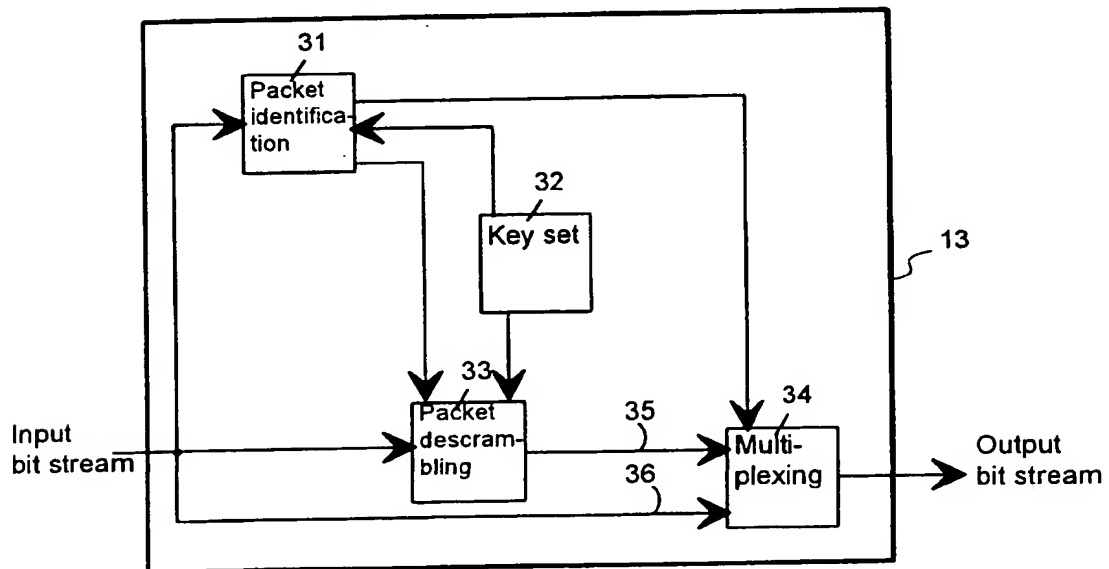 31
Packet
identifica-
tion
32
Key set
13
33
Packet
descram-
bling
35
34
Multi-
plexing
36
Input
bit stream
Output
bit stream